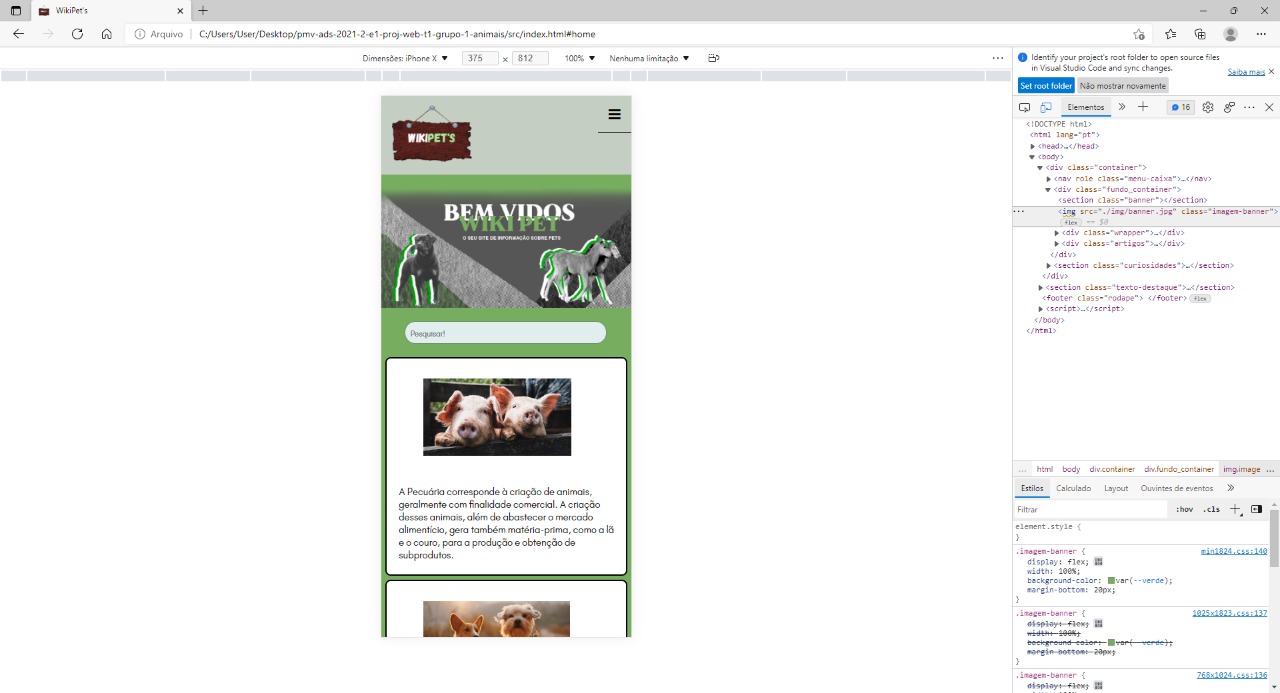 WikiPet's
Arquivo
C:/Users/User/Desktop/pmv-ads-2021-2-e1-proj-web-t1-grupo-1-animais/src/index.html#home
Dimensões: iPhone X ▼ 375 x 812 100% ▼ Nenhuma limitação ▼
WIKIPET'S
BEM VIDOS
WIKI PET
O SEU SITE DE INFORMAÇÃO SOBRE PETS
Pesquisar!
A Pecuária corresponde à criação de animais,
geralmente com finalidade comercial. A criação
desses animais, além de abastecer o mercado
alimentício, gera também matéria-prima, como a lã
e o couro, para a produção e obtenção de
subprodutos.
Identify your project's root folder to open source files
in Visual Studio Code and sync changes.
Saiba mais
Set root folder Não mostrar novamente
Elementos 16
<!DOCTYPE html>
<html lang="pt">
<head>…</head>
<body>
<div class="container">
<nav role class="menu-caixa">…</nav>
<div class="fundo_container">
<section class="banner"></section>
<img src="./img/banner.jpg" class="imagem-banner">
flex == $0
<div class="wrapper">…</div>
<div class="artigos">…</div>
</div>
<section class="curiosidades">…</section>
</div>
<section class="texto-destaque">…</section>
<footer class="rodape"> </footer> flex
<script>…</script>
</body>
</html>
... html body div.container div.fundo_container img.image ...
Estilos Calculado Layout Ouvintes de eventos
Filtrar :hov .cls
element.style {
}
.imagem-banner { min1824.css:140
display: flex;
width: 100%;
background-color: var(--verde);
margin-bottom: 20px;
}
.imagem-banner { 1025x1823.css:137
display: flex;
width: 100%;
background-color: var(--verde);
margin-bottom: 20px;
}
.imagem-banner { 768x1024.css:136
display: flex;